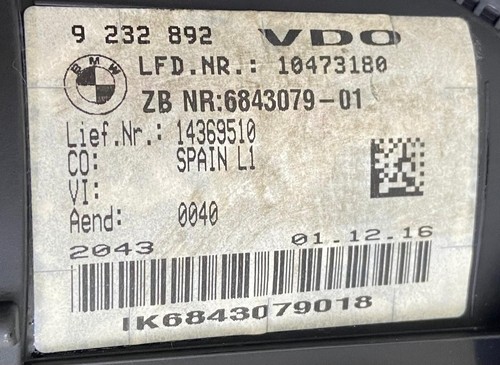 9 232 892 VDO
BMW
LFD.NR.: 10473180
ZB NR:6843079-01
Lief.Nr.: 14369510
CO: SPAIN L1
VI:
Aend: 0040
2043 01.12.16
IK6843079018